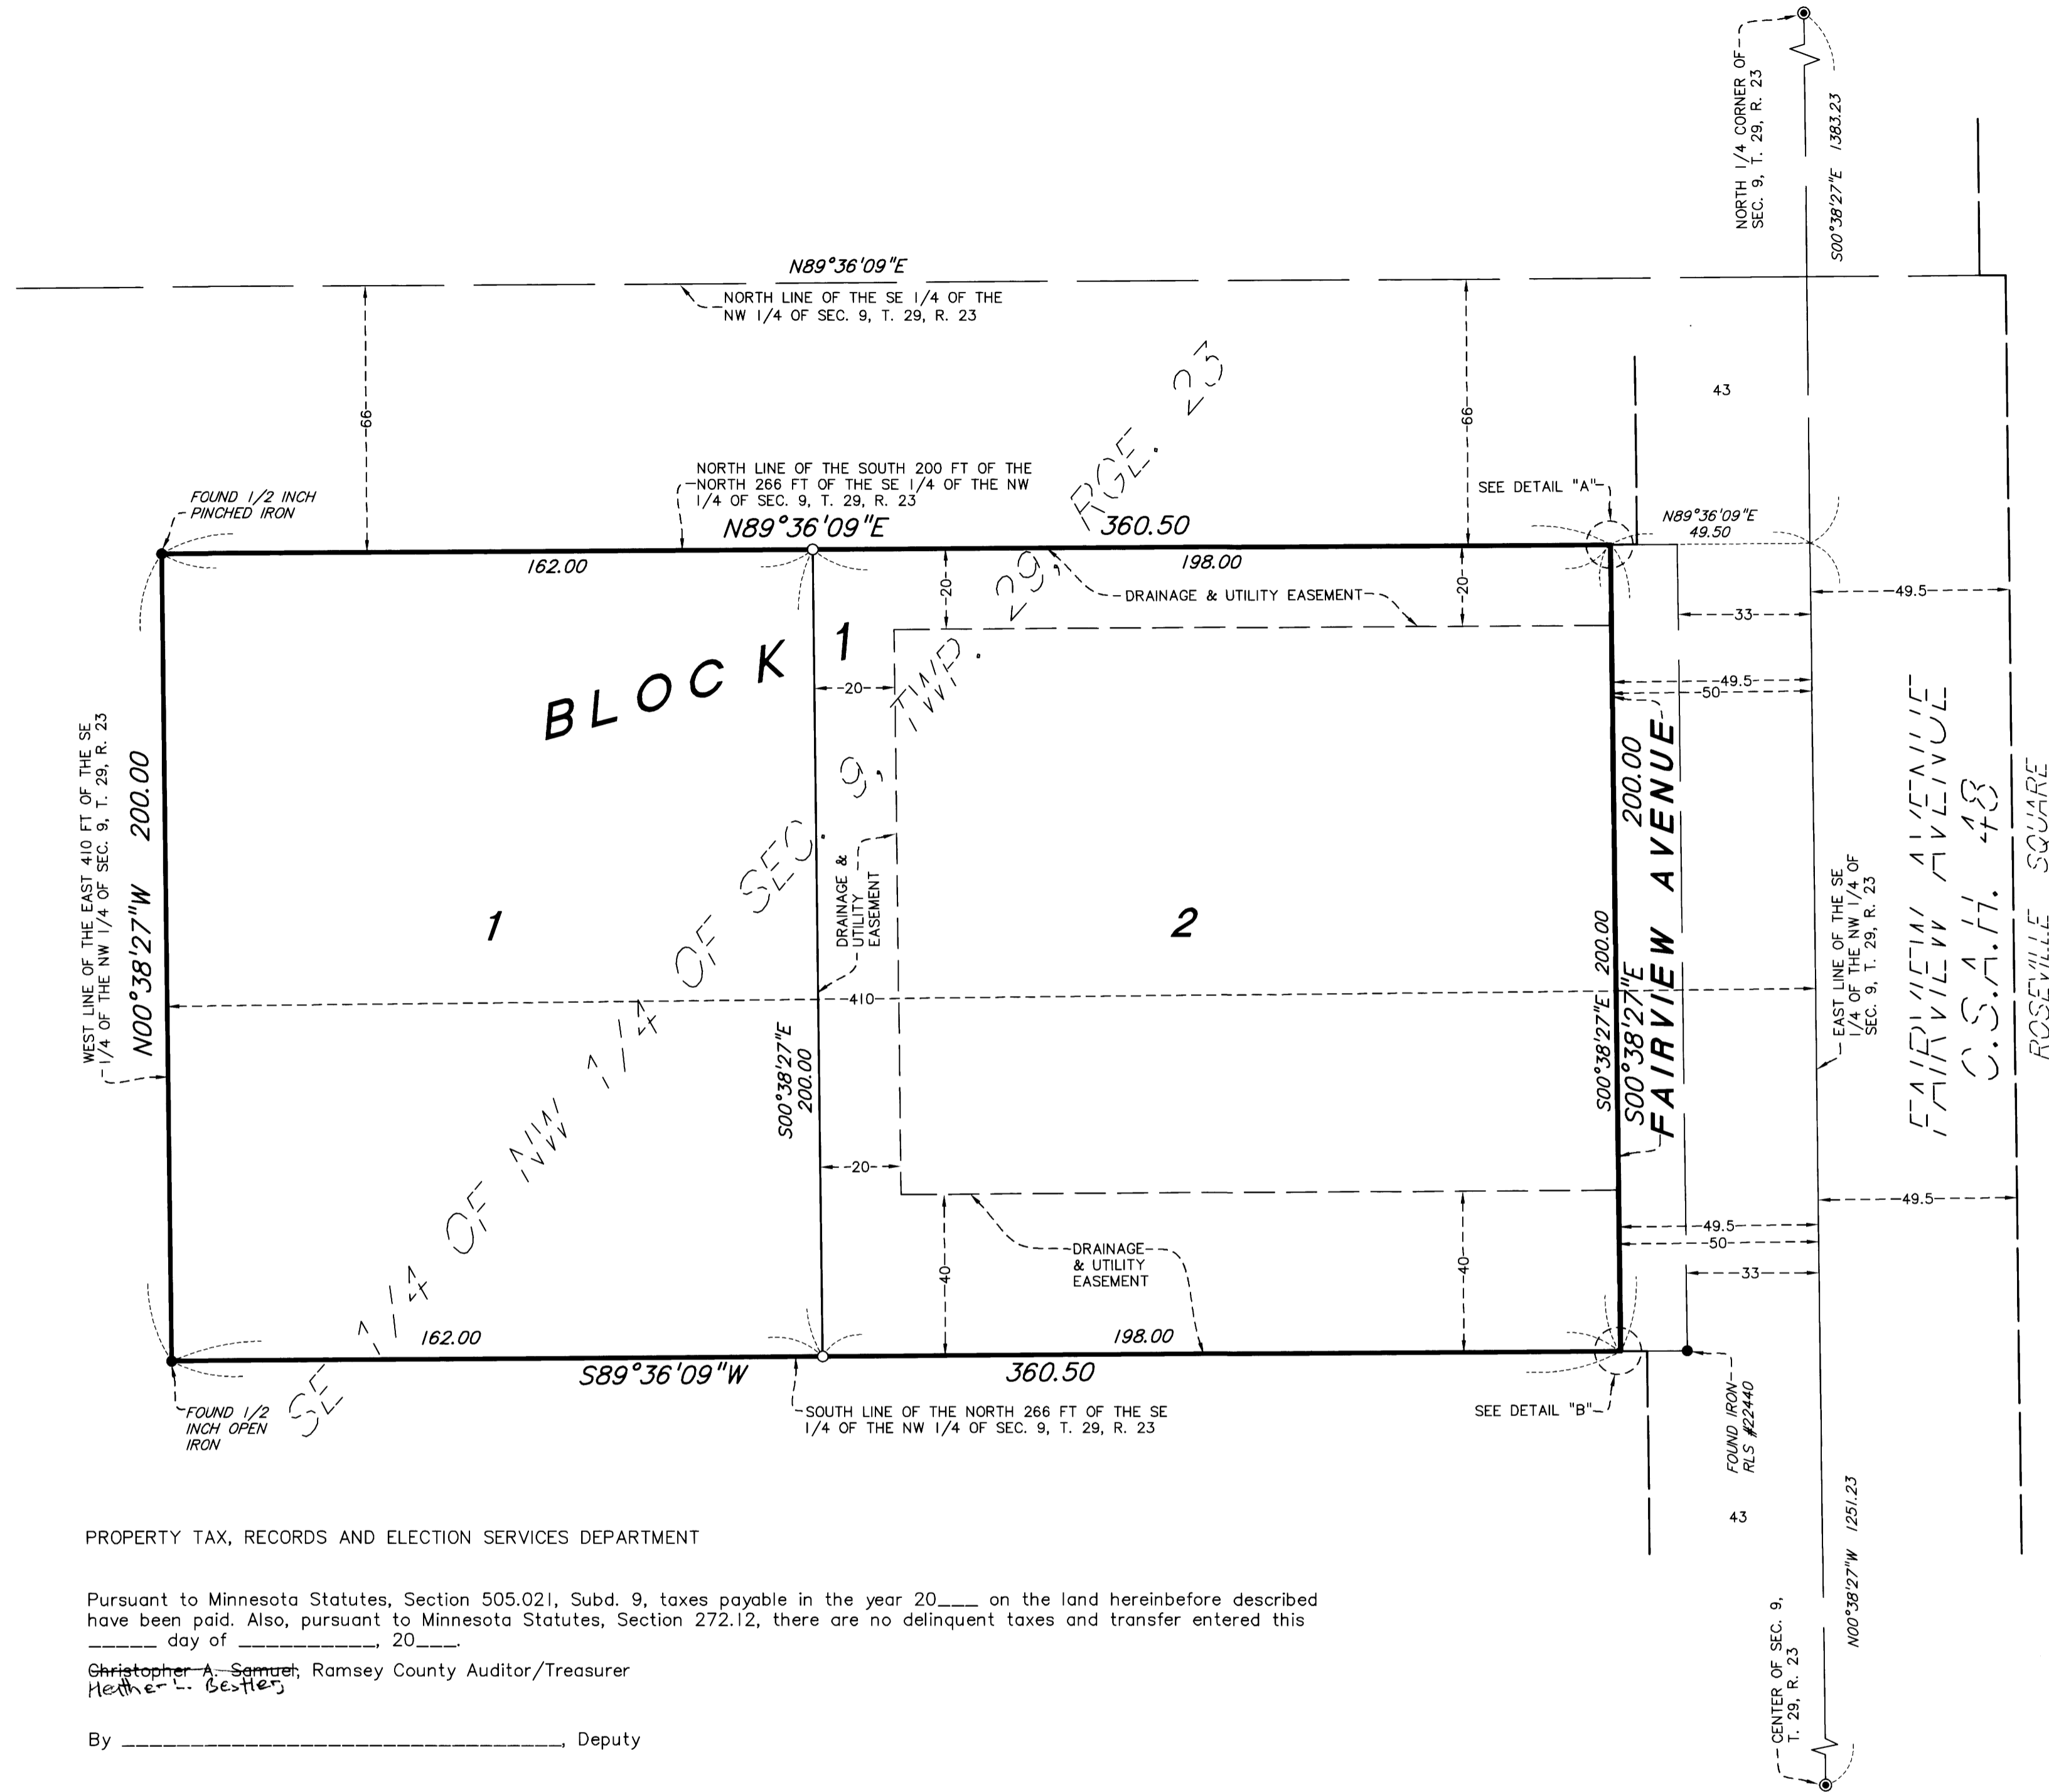 NORTH 1/4 CORNER OF
SEC. 9, T. 29, R. 23
S00°38'27"E 1383.23
N89°36'09"E
NORTH LINE OF THE SE 1/4 OF THE
NW 1/4 OF SEC. 9, T. 29, R. 23
66
66
43
NORTH LINE OF THE SOUTH 200 FT OF THE
NORTH 266 FT OF THE SE 1/4 OF THE NW
1/4 OF SEC. 9, T. 29, R. 23
FOUND 1/2 INCH
PINCHED IRON
SEE DETAIL "A"
N89°36'09"E
49.50
N89°36'09"E 360.50
162.00
198.00
20
20
DRAINAGE & UTILITY EASEMENT
33
49.5
49.5
50
BLOCK 1
20
SE 1/4 OF NW 1/4 OF SEC. 9, TWP. 29, RGE. 23
WEST LINE OF THE EAST 410 FT OF THE SE
1/4 OF THE NW 1/4 OF SEC. 9, T. 29, R. 23
N00°38'27"W 200.00
DRAINAGE &
UTILITY
EASEMENT
1
2
410
S00°38'27"E
200.00
S00°38'27"E 200.00
S00°38'27"E 200.00
FAIRVIEW AVENUE
EAST LINE OF THE SE
1/4 OF THE NW 1/4 OF
SEC. 9, T. 29, R. 23
FAIRVIEW AVENUE
C.S.A.H. 48
ROSEVILLE SQUARE
20
49.5
49.5
50
33
40
40
DRAINAGE
& UTILITY
EASEMENT
162.00
198.00
S89°36'09"W 360.50
FOUND 1/2
INCH OPEN
IRON
SOUTH LINE OF THE NORTH 266 FT OF THE SE
1/4 OF THE NW 1/4 OF SEC. 9, T. 29, R. 23
SEE DETAIL "B"
FOUND IRON
RLS #22440
43
N00°38'27"W 1251.23
CENTER OF SEC. 9,
T. 29, R. 23
PROPERTY TAX, RECORDS AND ELECTION SERVICES DEPARTMENT
Pursuant to Minnesota Statutes, Section 505.021, Subd. 9, taxes payable in the year 20___ on the land hereinbefore described
have been paid. Also, pursuant to Minnesota Statutes, Section 272.12, there are no delinquent taxes and transfer entered this
_____ day of __________, 20___.
Christopher A. Samuel, Ramsey County Auditor/Treasurer
Heather L. Bestler,
By ________________________________, Deputy